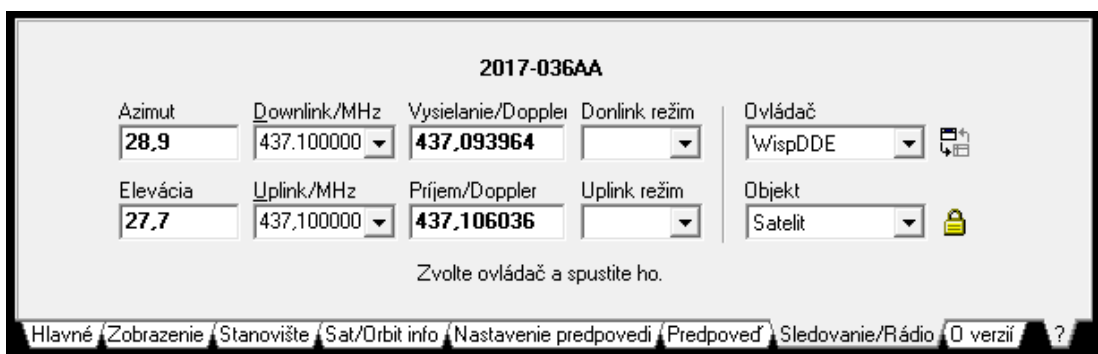 2017-036AA
Azimut Downlink/MHz Vysielanie/Doppler Donlink režim Ovládač
28,9 437.100000 437,093964 WispDDE
Elevácia Uplink/MHz Príjem/Doppler Uplink režim Objekt
27,7 437,100000 437,106036 Satelit
Zvolte ovládač a spustite ho.
Hlavné Zobrazenie Stanovište Sat/Orbit info Nastavenie predpovedi Predpoveď Sledovanie/Rádio O verzií ?